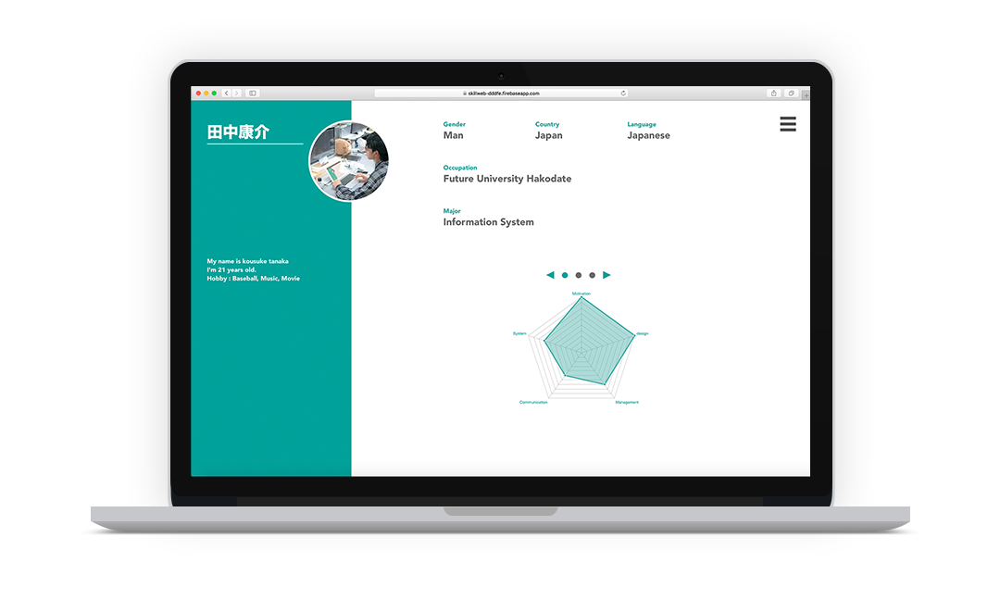 skillweb-dddfe.firebaseapp.com
田中康介
My name is kousuke tanaka
I'm 21 years old.
Hobby : Baseball, Music, Movie
Gender
Man
Country
Japan
Language
Japanese
Occupation
Future University Hakodate
Major
Information System
Motivation
System
design
Communication
Management